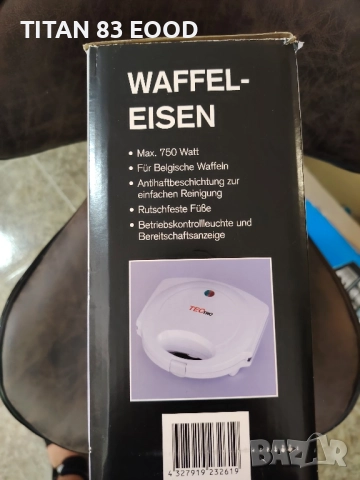 TITAN 83 EOOD
WAFFEL-
EISEN
• Max. 750 Watt
• Für Belgische Waffeln
• Antihaftbeschichtung zur
einfachen Reinigung
• Rutschfeste Füße
• Betriebskontrollleuchte und
Bereitschaftsanzeige
TEC
4 327919 232619
BAZAR